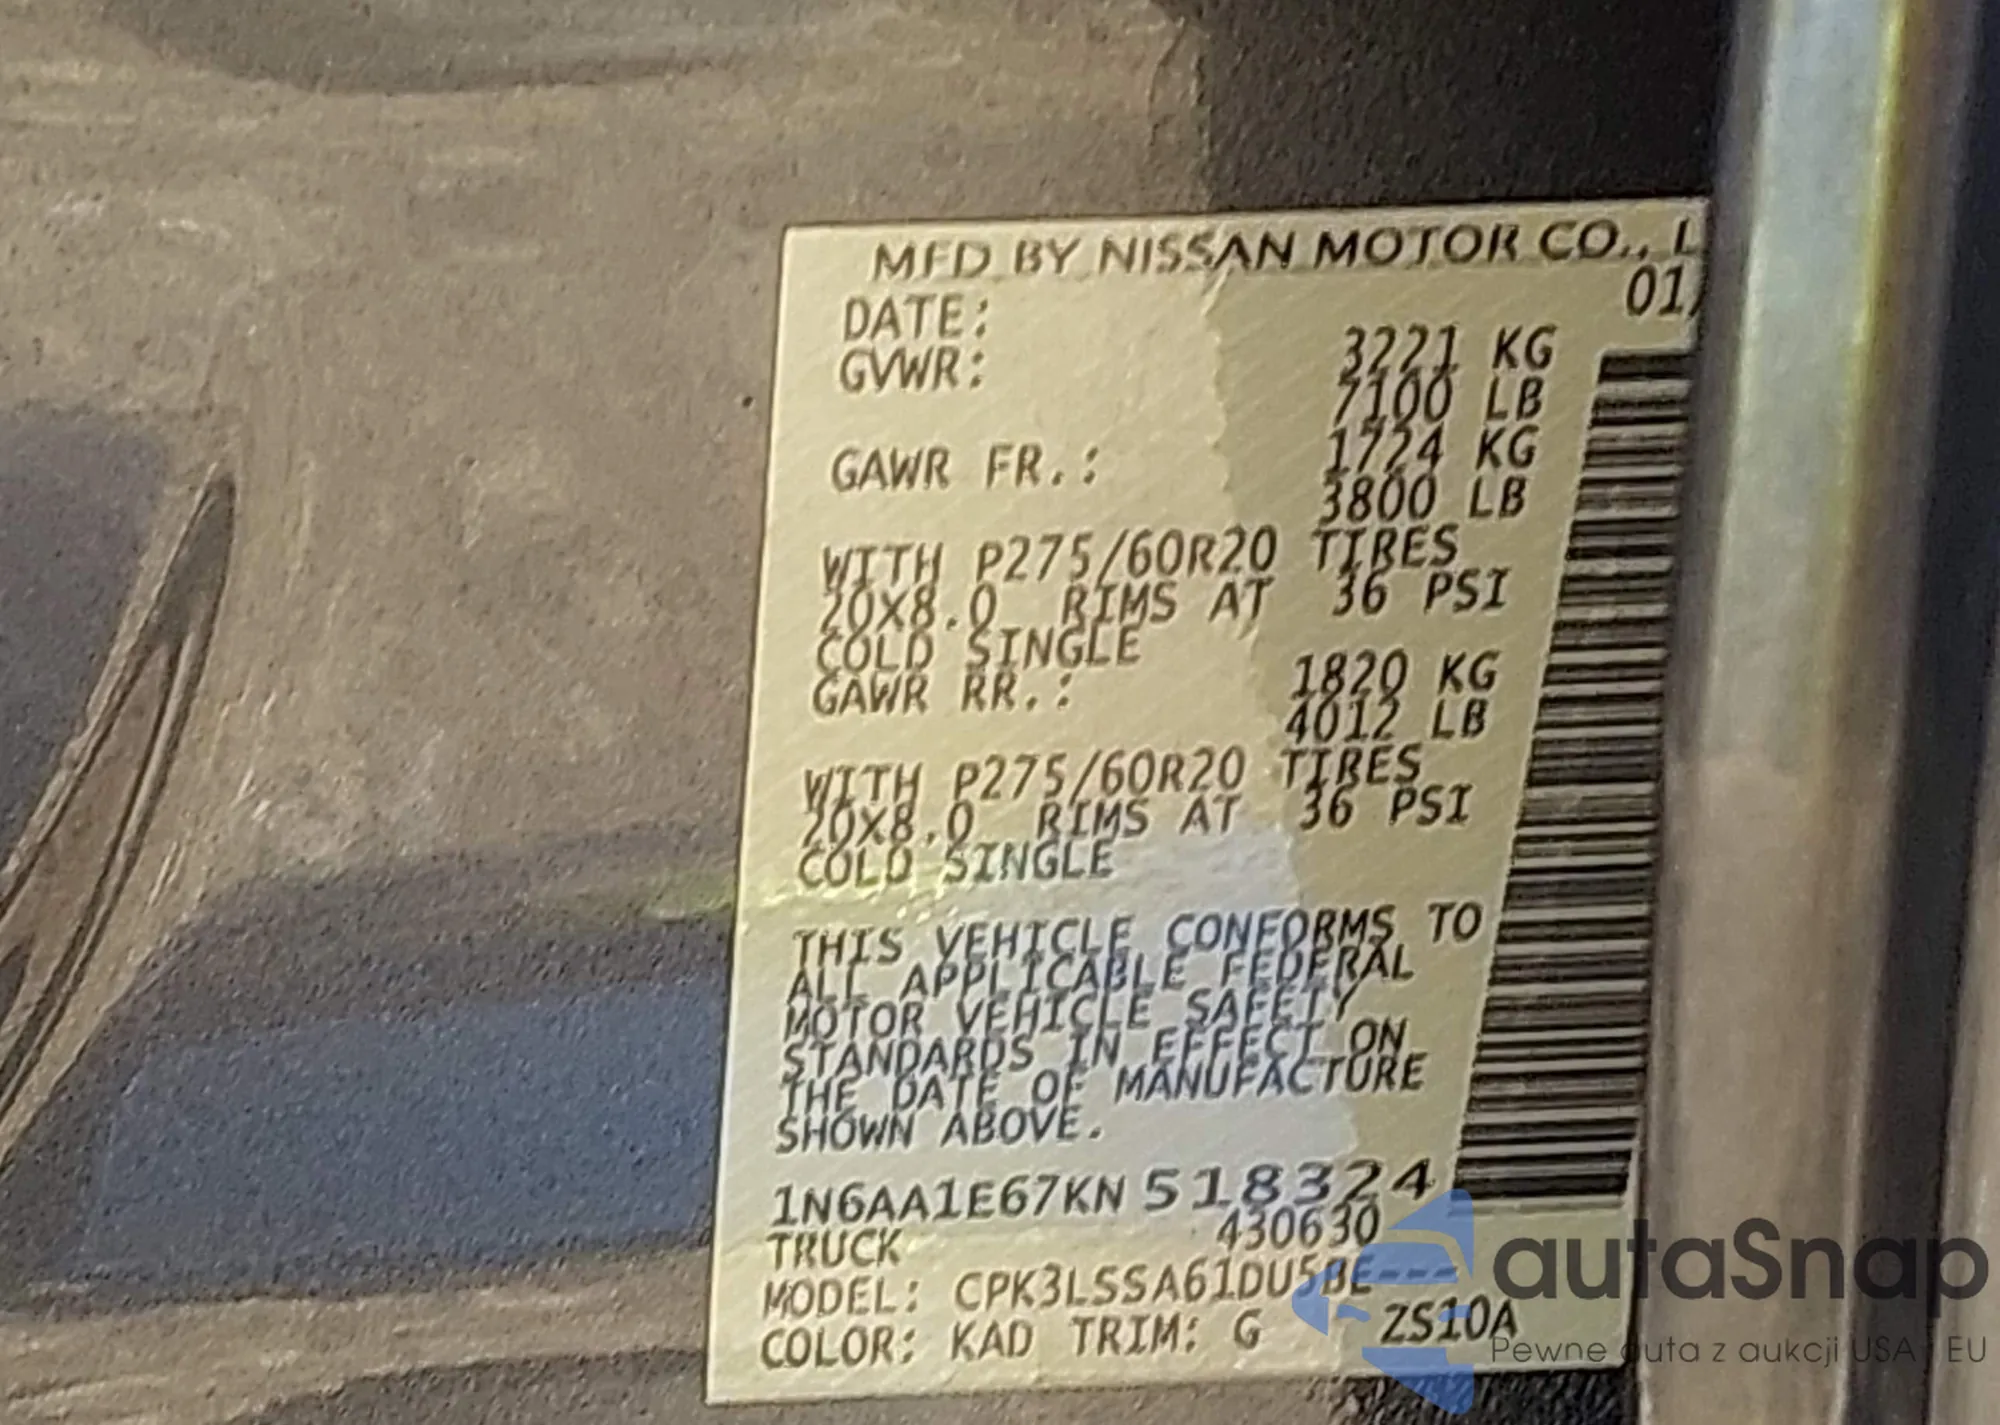 MFD BY NISSAN MOTOR CO., L
DATE: 01/
GVWR: 3221 KG
7100 LB
GAWR FR.: 1724 KG
3800 LB
WITH P275/60R20 TIRES
20X8.0 RIMS AT 36 PSI
COLD SINGLE
GAWR RR.: 1820 KG
4012 LB
WITH P275/60R20 TIRES
20X8.0 RIMS AT 36 PSI
COLD SINGLE
THIS VEHICLE CONFORMS TO
ALL APPLICABLE FEDERAL
MOTOR VEHICLE SAFETY
STANDARDS IN EFFECT ON
THE DATE OF MANUFACTURE
SHOWN ABOVE.
1N6AA1E67KN518324
TRUCK 430630
MODEL: CPK3LSSA61DU5BE---
COLOR: KAD TRIM: G ZS10A
autaSnap
Pewne auta z aukcji USA i EU